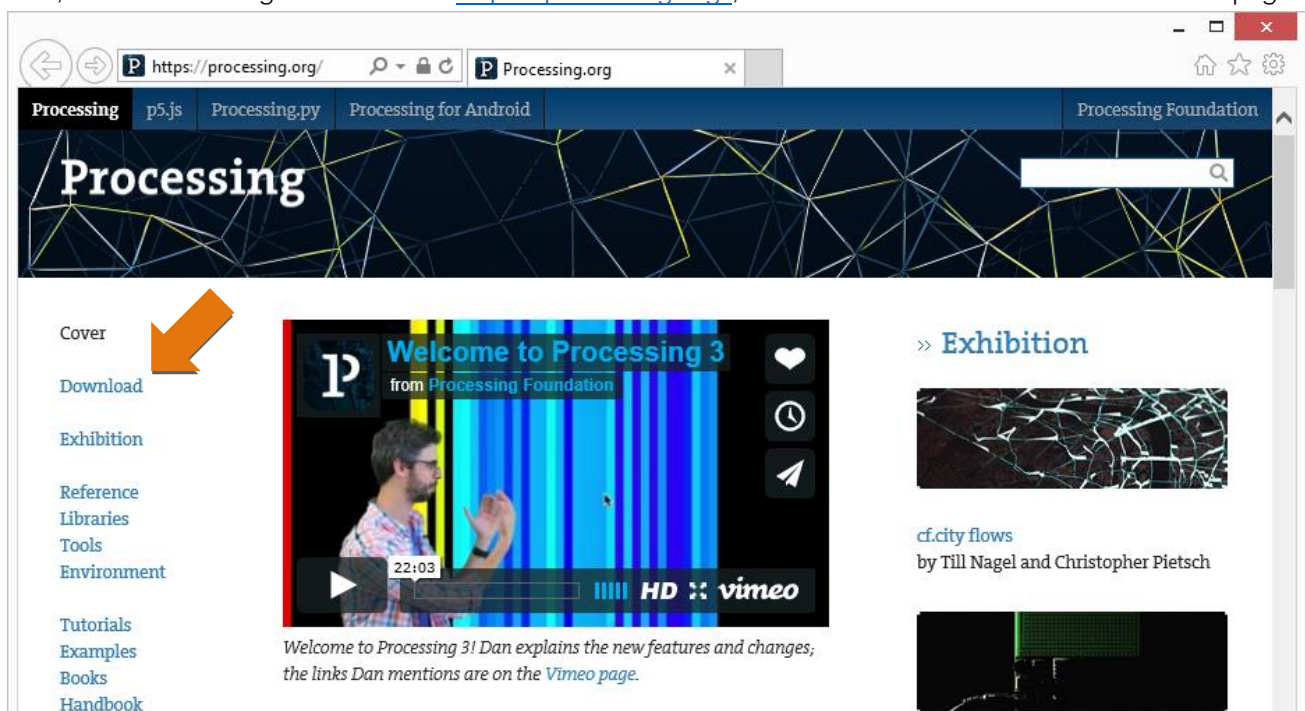 https://processing.org/
Processing.org
Processing
p5.js
Processing.py
Processing for Android
Processing Foundation
Processing
Cover
Download
Exhibition
Reference
Libraries
Tools
Environment
Tutorials
Examples
Books
Handbook
Welcome to Processing 3
from Processing Foundation
22:03
HD
vimeo
Welcome to Processing 3! Dan explains the new features and changes;
the links Dan mentions are on the Vimeo page.
» Exhibition
cf.city flows
by Till Nagel and Christopher Pietsch